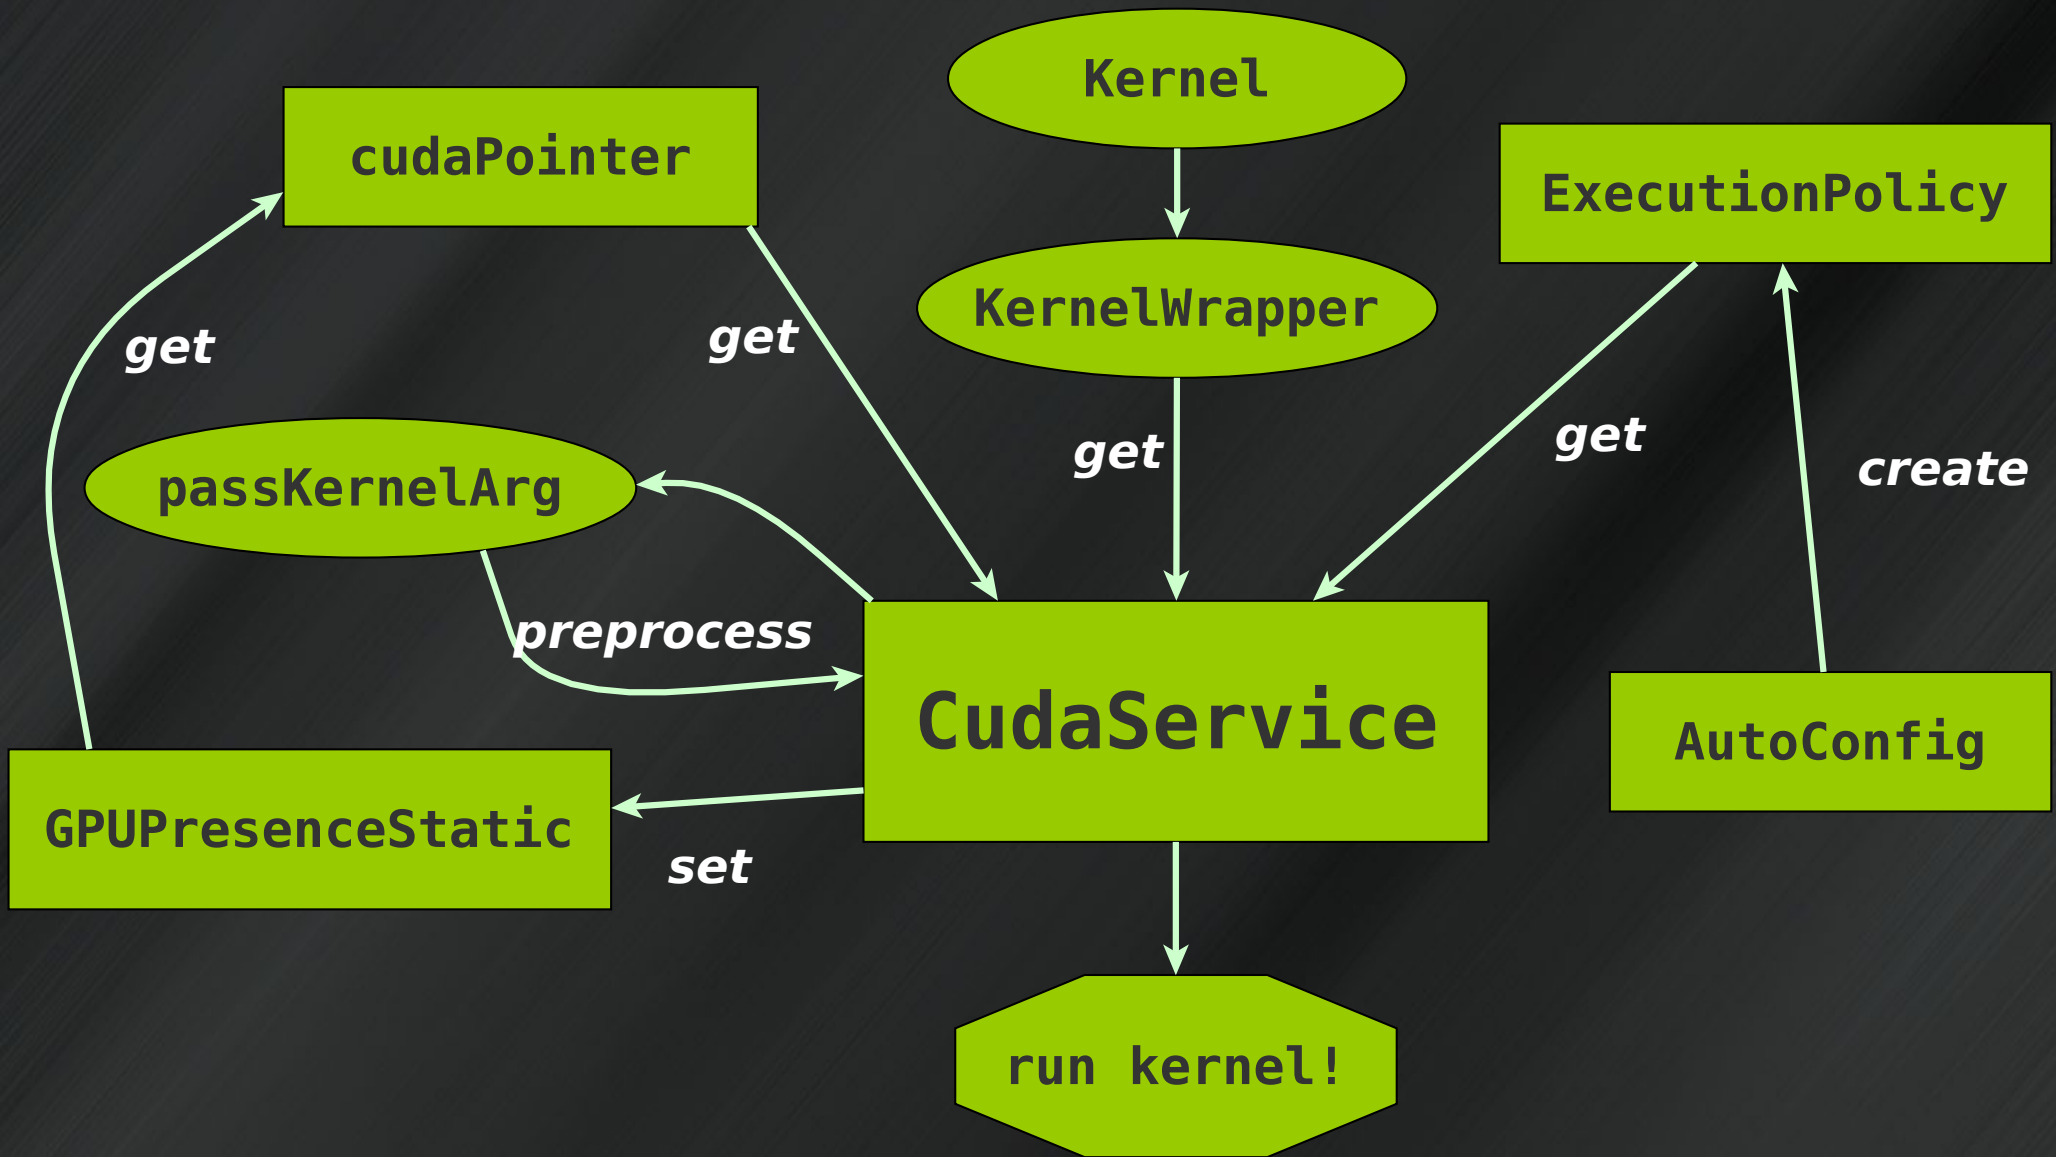 Kernel
cudaPointer
ExecutionPolicy
KernelWrapper
get
get
get
get
create
passKernelArg
preprocess
CudaService
AutoConfig
GPUPresenceStatic
set
run kernel!